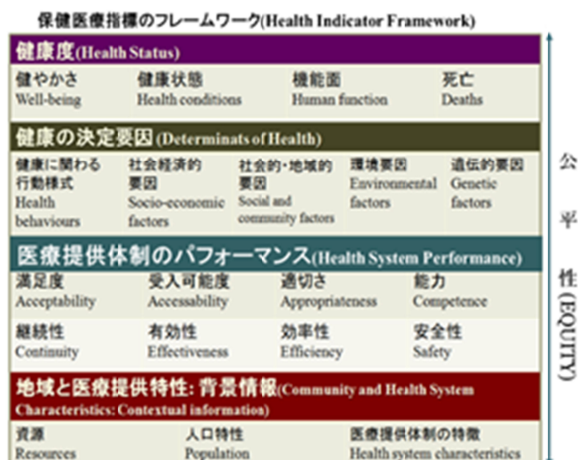 保健医療指標のフレームワーク(Health Indicator Framework)
健康度(Health Status)
健やかさ 健康状態 機能面 死亡
Well-being Health conditions Human function Deaths
健康の決定要因(Determinats of Health)
健康に関わる 社会経済的 社会的・地域的 環境要因 遺伝的要因
行動様式 要因 要因 Environmental Genetic
Health Socio-economic Social and factors factors
behaviours factors community factors
医療提供体制のパフォーマンス(Health System Performance)
満足度 受入可能度 適切さ 能力
Acceptability Accessability Appropriateness Competence
継続性 有効性 効率性 安全性
Continuity Effectiveness Efficiency Safety
地域と医療提供特性: 背景情報(Community and Health System
Characteristics: Contextual information)
資源 人口特性 医療提供体制の特徴
Resources Population Health system characteristics
公平性(EQUITY)